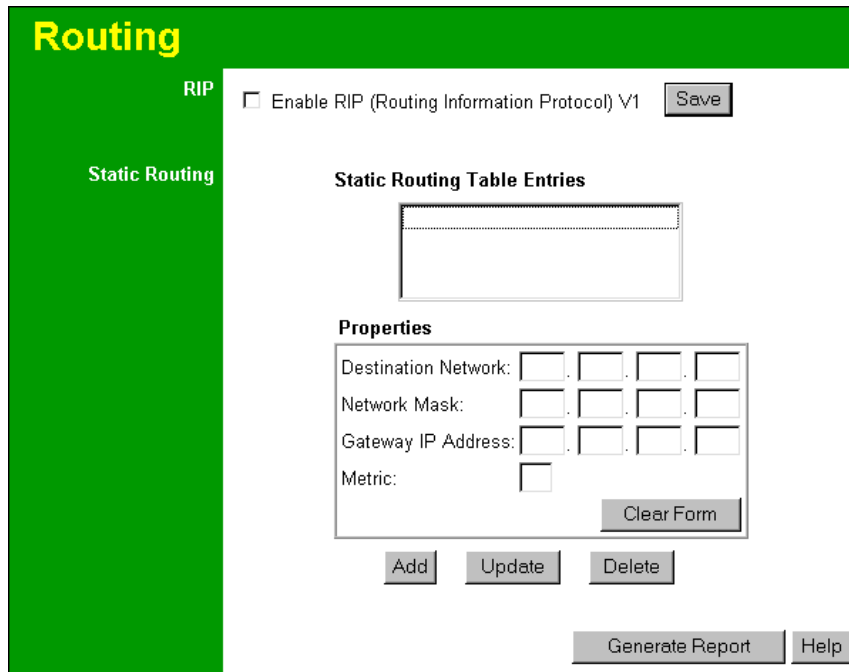 Routing
RIP
Enable RIP (Routing Information Protocol) V1 Save
Static Routing
Static Routing Table Entries
Properties
Destination Network: . . .
Network Mask: . . .
Gateway IP Address: . . .
Metric:
Clear Form
Add Update Delete
Generate Report Help